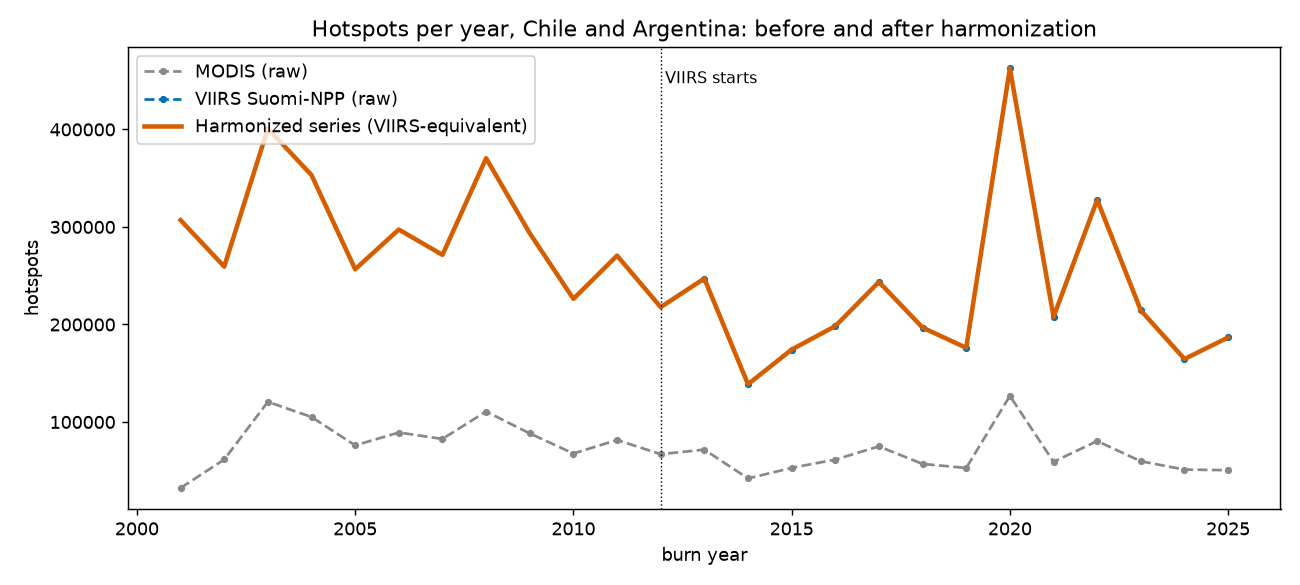 Hotspots per year, Chile and Argentina: before and after harmonization
MODIS (raw)
VIIRS Suomi-NPP (raw)
Harmonized series (VIIRS-equivalent)
VIIRS starts
hotspots
400000
300000
200000
100000
2000
2005
2010
2015
2020
2025
burn year